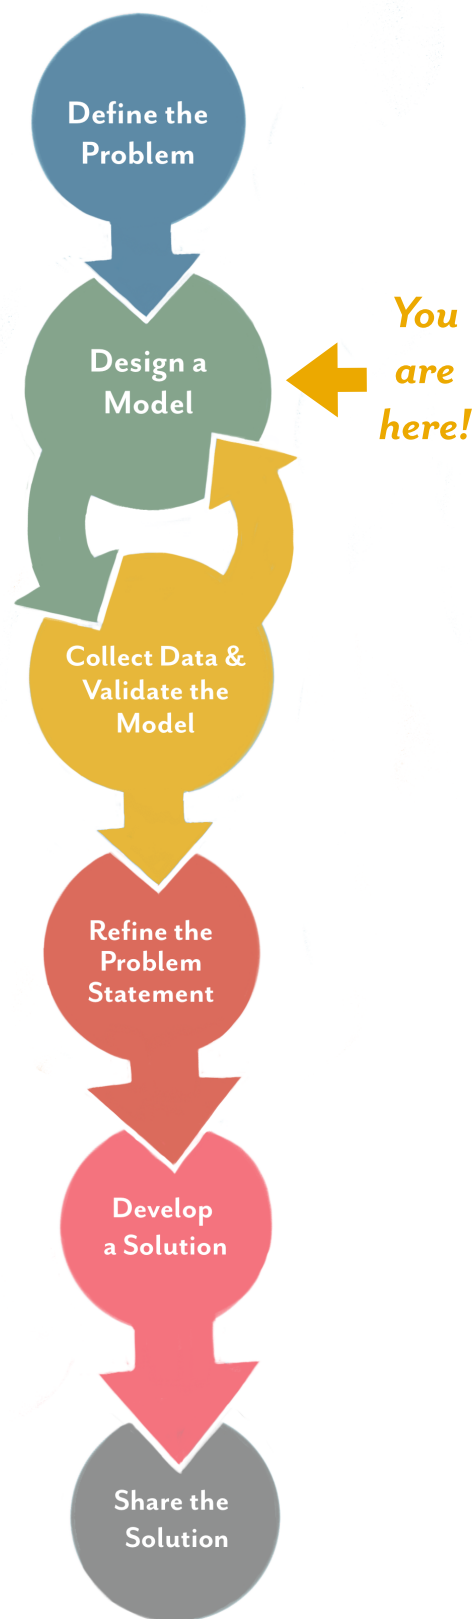 Define the
Problem
Design a
Model
You
are
here!
Collect Data &
Validate the
Model
Refine the
Problem
Statement
Develop
a Solution
Share the
Solution